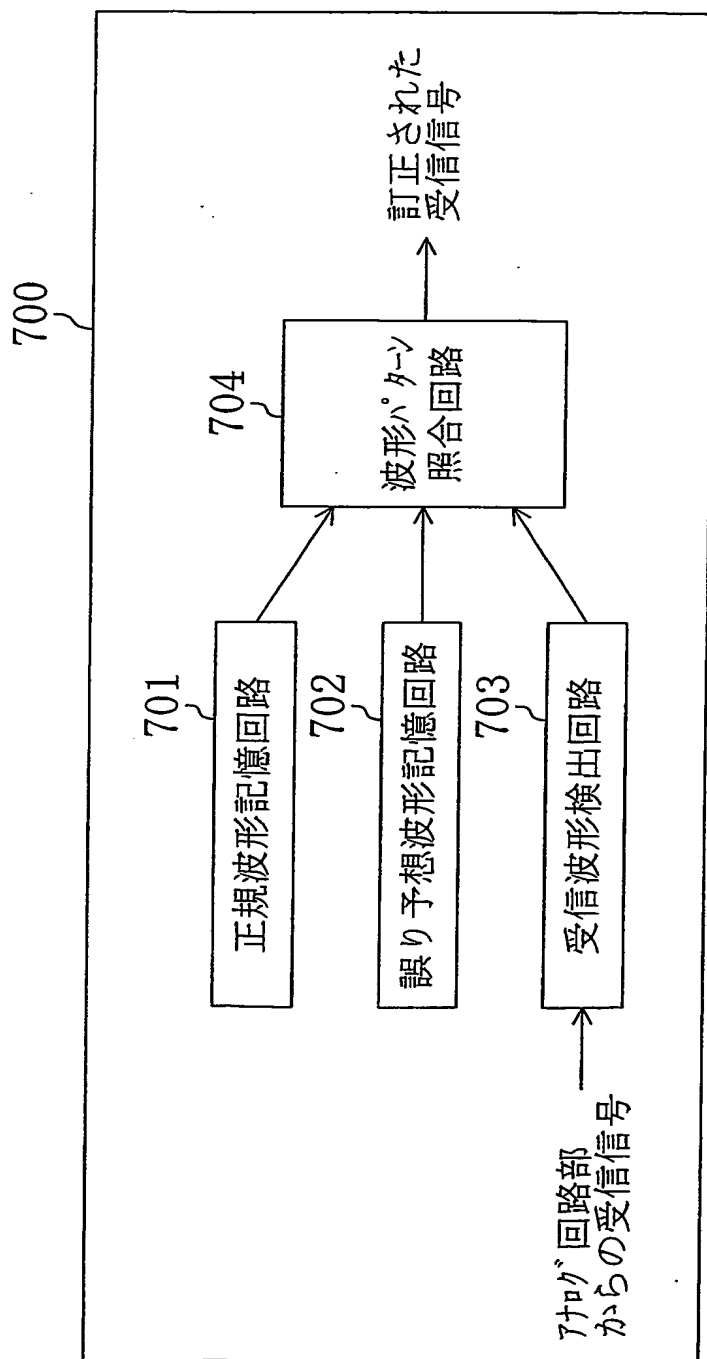 700
701
正規波形記憶回路
702
誤り予想波形記憶回路
703
受信波形検出回路
アナログ回路部
からの受信信号
704
波形パターン
照合回路
訂正された
受信信号